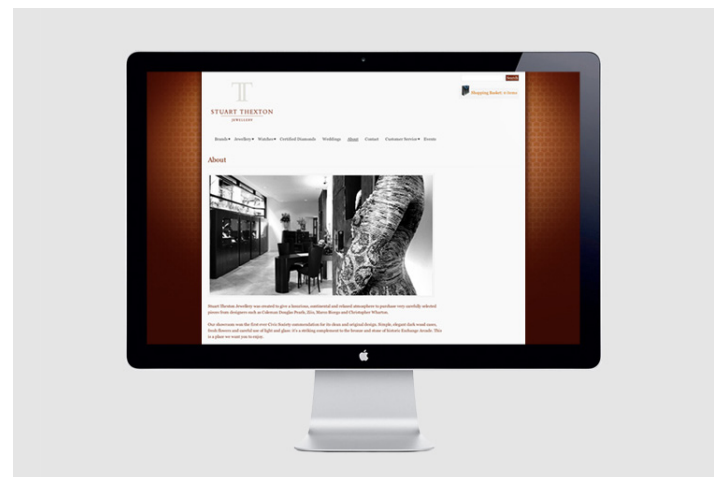 Search
Shopping Basket: 0 items
STUART THEXTON
JEWELLERY
Brands Jewellery Watches Certified Diamonds Weddings About Contact Customer Service Events
About
Stuart Thexton Jewellery was created to give a luxurious, continental and relaxed atmosphere to purchase very carefully selected
pieces from designers such as Coleman Douglas Pearls, Xin, Shaun Leane and Christopher Wharton.
Our showroom won the first ever Civic Society commendation for its clean and original design. Simple, elegant dark wood cases,
fresh flowers and careful use of light and glass: it's a striking complement to the bronze and stone of historic Exchange Arcade. This
is a place we want you to enjoy.